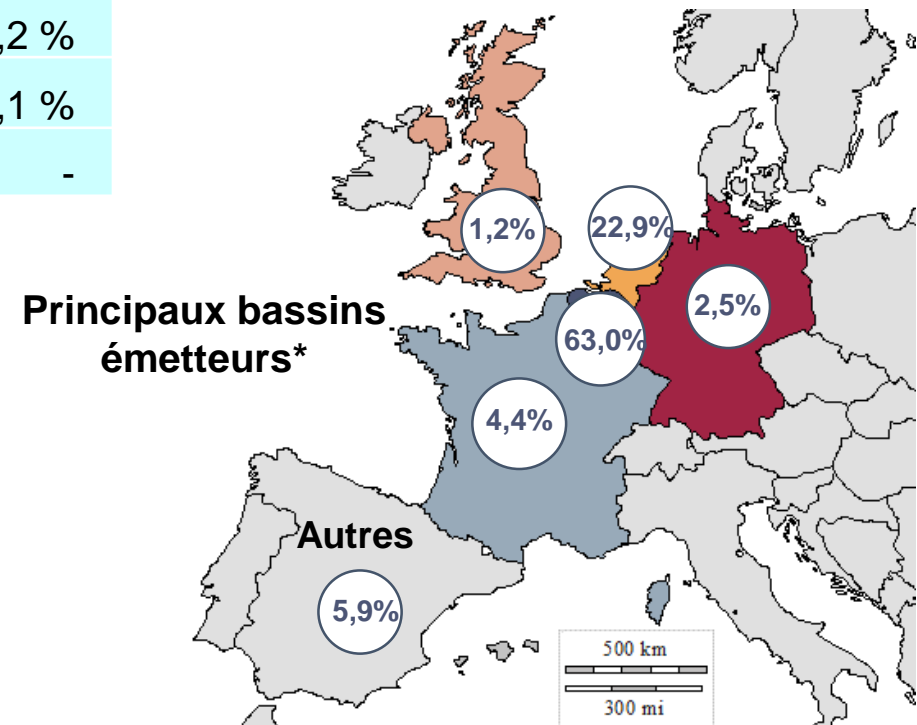 ,2 %
,1 %
-
1,2%
22,9%
2,5%
Principaux bassins
émetteurs*
63,0%
4,4%
Autres
5,9%
500 km
300 mi